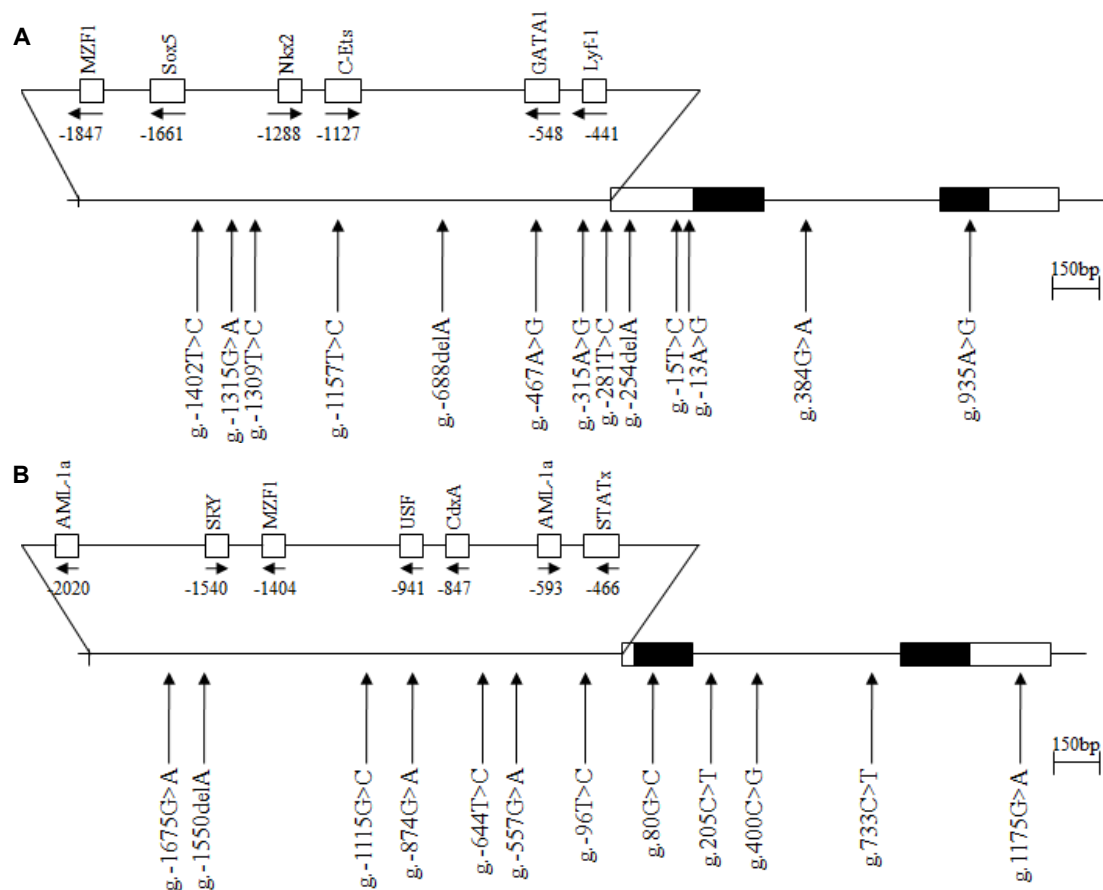 A
MZF1
Sox5
Nkx2
C-Ets
GATA1
Lyf-1
-1847
-1661
-1288
-1127
-548
-441
150bp
g.-1402T>C
g.-1315G>A
g.-1309T>C
g.-1157T>C
g.-688delA
g.-467A>G
g.-315A>G
g.-281T>C
g.-254delA
g.-15T>C
g.-13A>G
g.384G>A
g.935A>G
B
AML-1a
SRY
MZF1
USF
CdxA
AML-1a
STATx
-2020
-1540
-1404
-941
-847
-593
-466
150bp
g.-1675G>A
g.-1550delA
g.-1115G>C
g.-874G>A
g.-644T>C
g.-557G>A
g.-96T>C
g.80G>C
g.205C>T
g.400C>G
g.733C>T
g.1175G>A